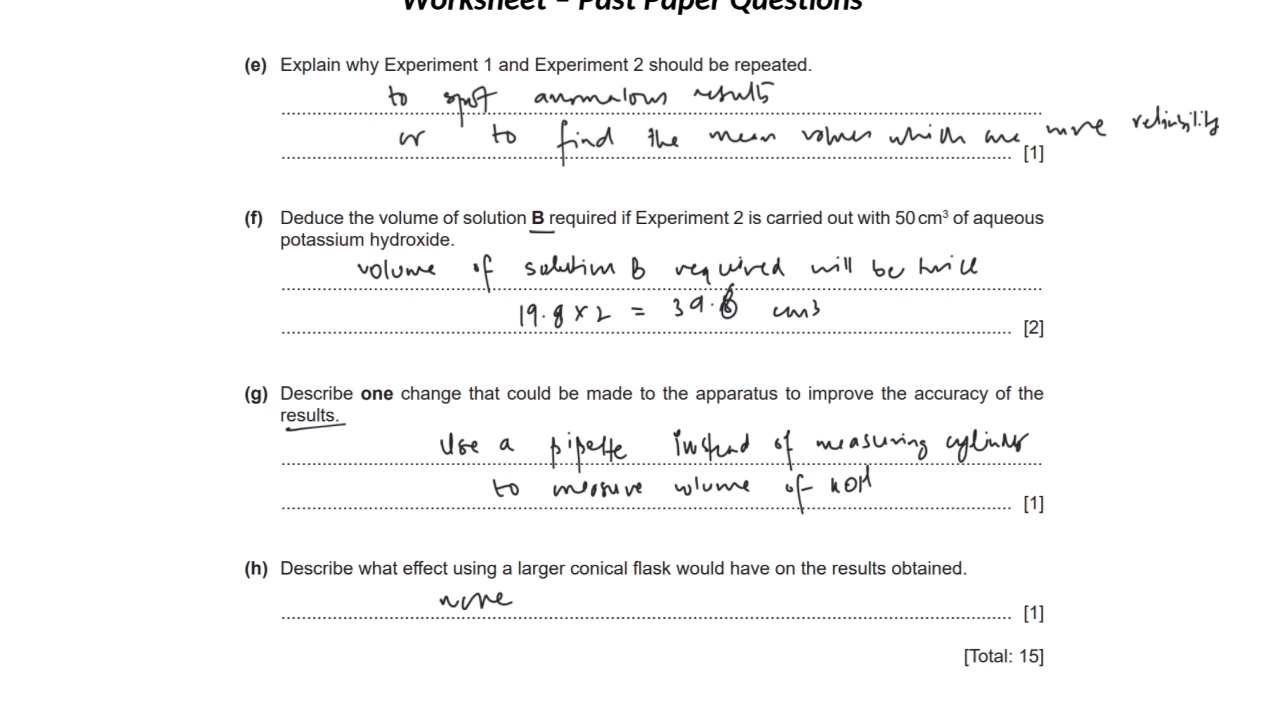 Worksheet – Past Paper Questions
(e) Explain why Experiment 1 and Experiment 2 should be repeated.
to spot anomalous results
or to find the mean values which are more reliability
[1]
(f) Deduce the volume of solution B required if Experiment 2 is carried out with 50 cm³ of aqueous
potassium hydroxide.
volume of solution B required will be twice
19.8 × 2 = 39.6 cm3
[2]
(g) Describe one change that could be made to the apparatus to improve the accuracy of the
results.
Use a pipette instead of measuring cylinder
to measure volume of KOH
[1]
(h) Describe what effect using a larger conical flask would have on the results obtained.
none
[1]
[Total: 15]